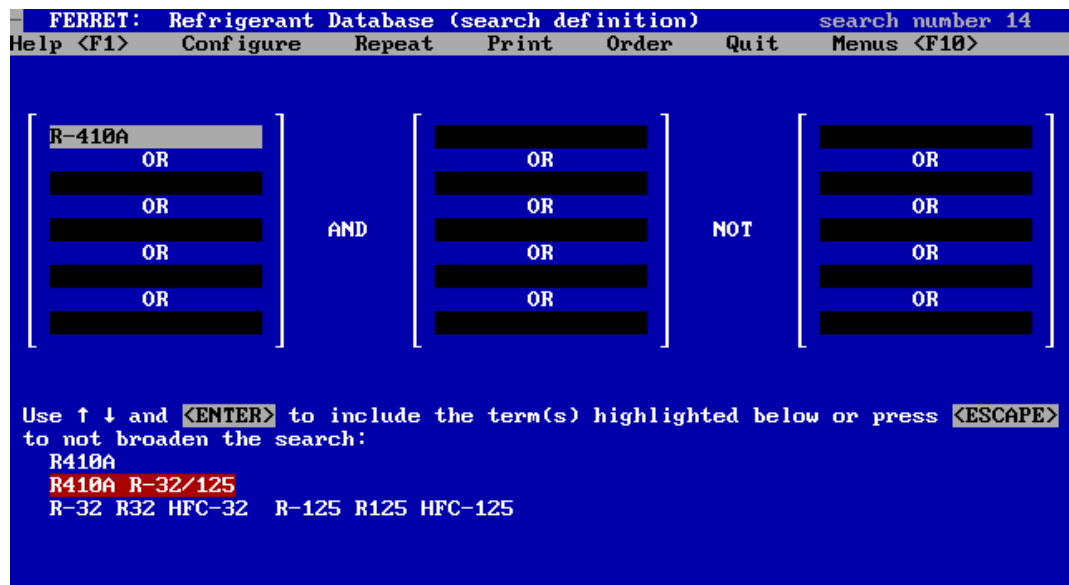 FERRET: Refrigerant Database (search definition) search number 14
Help <F1> Configure Repeat Print Order Quit Menus <F10>
R-410A
OR OR OR
OR OR OR
AND NOT
OR OR OR
OR OR OR
Use ↑ ↓ and <ENTER> to include the term(s) highlighted below or press <ESCAPE>
to not broaden the search:
R410A
R410A R-32/125
R-32 R32 HFC-32 R-125 R125 HFC-125